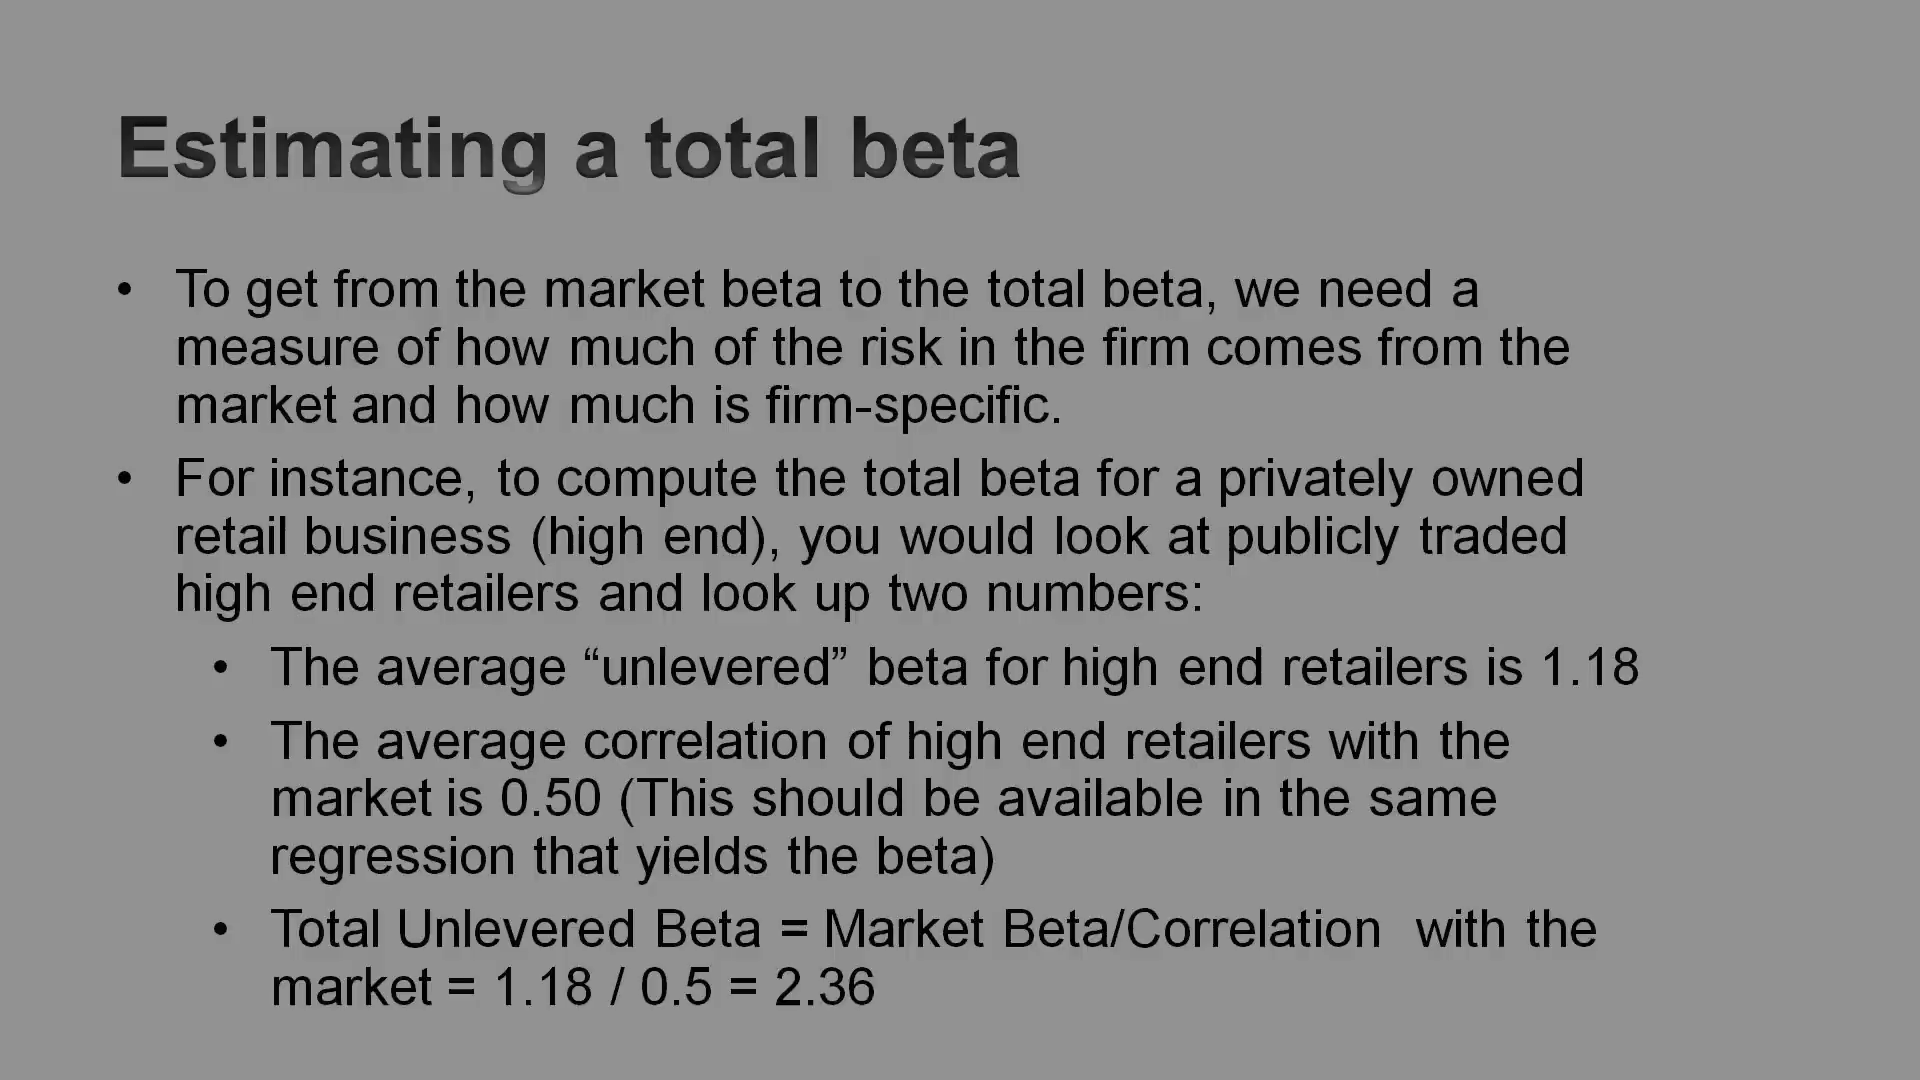 Estimating a total beta
• To get from the market beta to the total beta, we need a
measure of how much of the risk in the firm comes from the
market and how much is firm-specific.
• For instance, to compute the total beta for a privately owned
retail business (high end), you would look at publicly traded
high end retailers and look up two numbers:
• The average “unlevered” beta for high end retailers is 1.18
• The average correlation of high end retailers with the
market is 0.50 (This should be available in the same
regression that yields the beta)
• Total Unlevered Beta = Market Beta/Correlation with the
market = 1.18 / 0.5 = 2.36